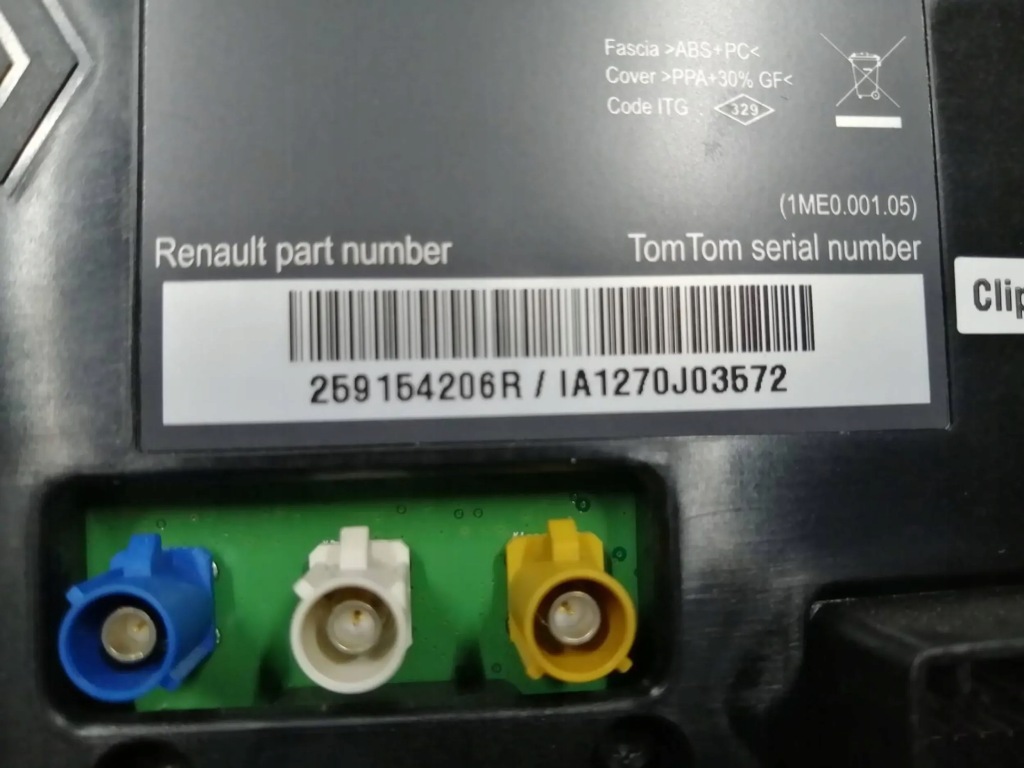 Fascia >ABS+PC<
Cover >PPA+30% GF<
Code ITG : 329
(1ME0.001.05)
Renault part number
TomTom serial number
259154206R / IA1270J03572
Clip